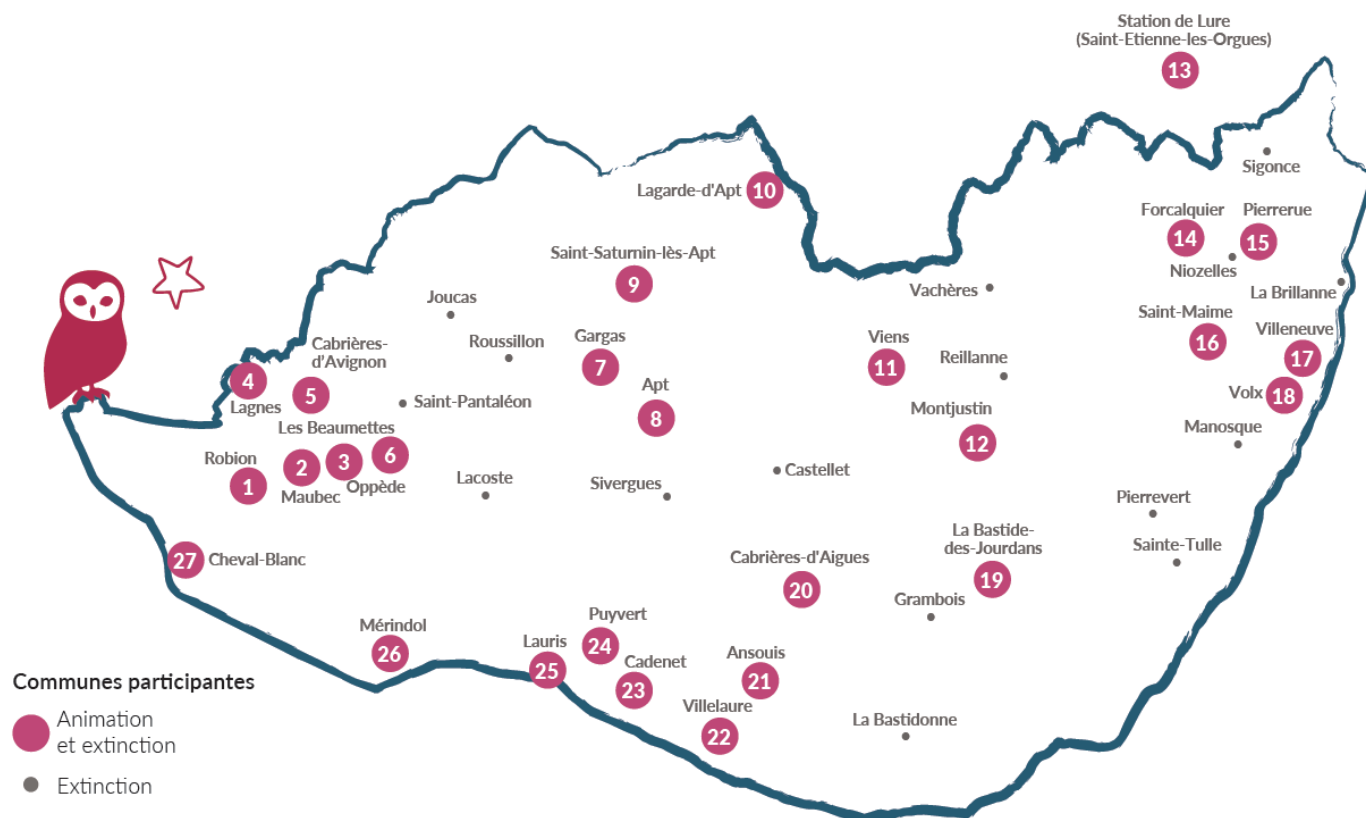 Station de Lure
(Saint-Etienne-les-Orgues)
13
Sigonce
Lagarde-d'Apt
10
Forcalquier
14
Pierrerue
15
Niozelles
Saint-Saturnin-lès-Apt
9
La Brillanne
Vachères
Joucas
Saint-Maime
16
Villeneuve
17
Cabrières-
d'Avignon
5
Roussillon
Gargas
7
Viens
11
Reillanne
4
Lagnes
Apt
8
Saint-Pantaléon
Volx
18
Montjustin
12
Manosque
Les Beaumettes
Robion
1
2
Maubec
3
Oppède
6
Lacoste
Sivergues
Castellet
Pierrevert
27
Cheval-Blanc
Cabrières-d'Aigues
20
La Bastide-
des-Jourdans
19
Sainte-Tulle
Grambois
Mérindol
26
Puyvert
24
Lauris
25
Cadenet
23
Ansouis
21
Villelaure
22
La Bastidonne
Communes participantes
Animation
et extinction
Extinction